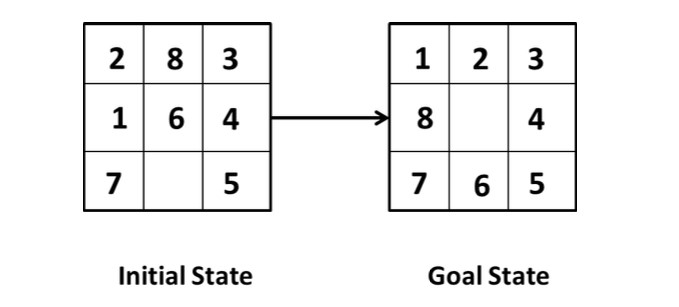 2 8 3
1 6 4
7 5
Initial State
1 2 3
8 4
7 6 5
Goal State